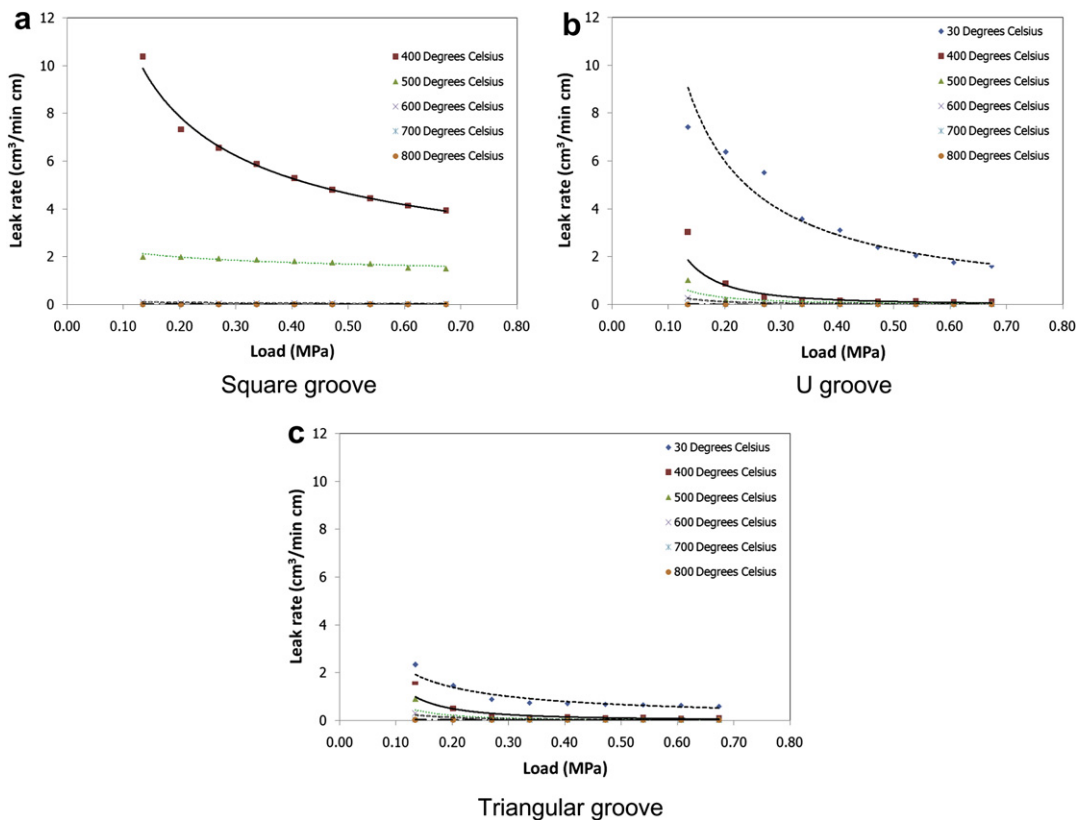 a
12
10
8
6
4
2
0
Leak rate (cm³/min cm)
400 Degrees Celsius
500 Degrees Celsius
600 Degrees Celsius
700 Degrees Celsius
800 Degrees Celsius
0.00 0.10 0.20 0.30 0.40 0.50 0.60 0.70 0.80
Load (MPa)
Square groove
b
12
10
8
6
4
2
0
Leak rate (cm³/min cm)
30 Degrees Celsius
400 Degrees Celsius
500 Degrees Celsius
600 Degrees Celsius
700 Degrees Celsius
800 Degrees Celsius
0.00 0.10 0.20 0.30 0.40 0.50 0.60 0.70 0.80
Load (MPa)
U groove
c
12
10
8
6
4
2
0
Leak rate (cm³/min cm)
30 Degrees Celsius
400 Degrees Celsius
500 Degrees Celsius
600 Degrees Celsius
700 Degrees Celsius
800 Degrees Celsius
0.00 0.10 0.20 0.30 0.40 0.50 0.60 0.70 0.80
Load (MPa)
Triangular groove